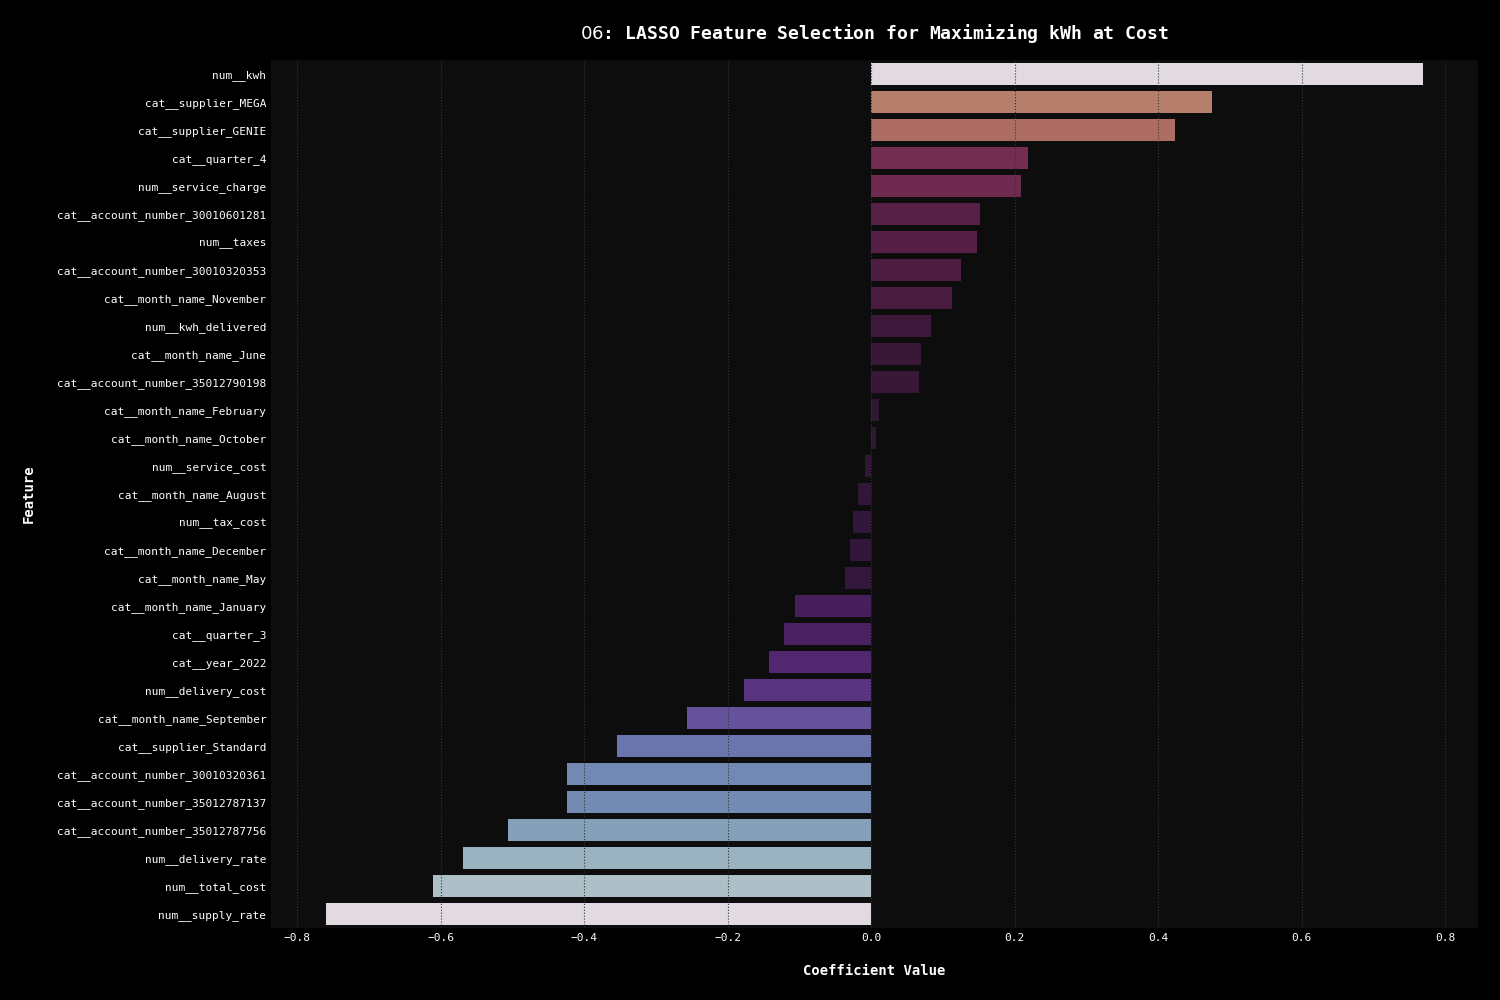 06: LASSO Feature Selection for Maximizing kWh at Cost
num__kwh
cat__supplier_MEGA
cat__supplier_GENIE
cat__quarter_4
num__service_charge
cat__account_number_30010601281
num__taxes
cat__account_number_30010320353
cat__month_name_November
num__kwh_delivered
cat__month_name_June
cat__account_number_35012790198
cat__month_name_February
cat__month_name_October
num__service_cost
cat__month_name_August
num__tax_cost
cat__month_name_December
cat__month_name_May
cat__month_name_January
cat__quarter_3
cat__year_2022
num__delivery_cost
cat__month_name_September
cat__supplier_Standard
cat__account_number_30010320361
cat__account_number_35012787137
cat__account_number_35012787756
num__delivery_rate
num__total_cost
num__supply_rate
Feature
−0.8 −0.6 −0.4 −0.2 0.0 0.2 0.4 0.6 0.8
Coefficient Value